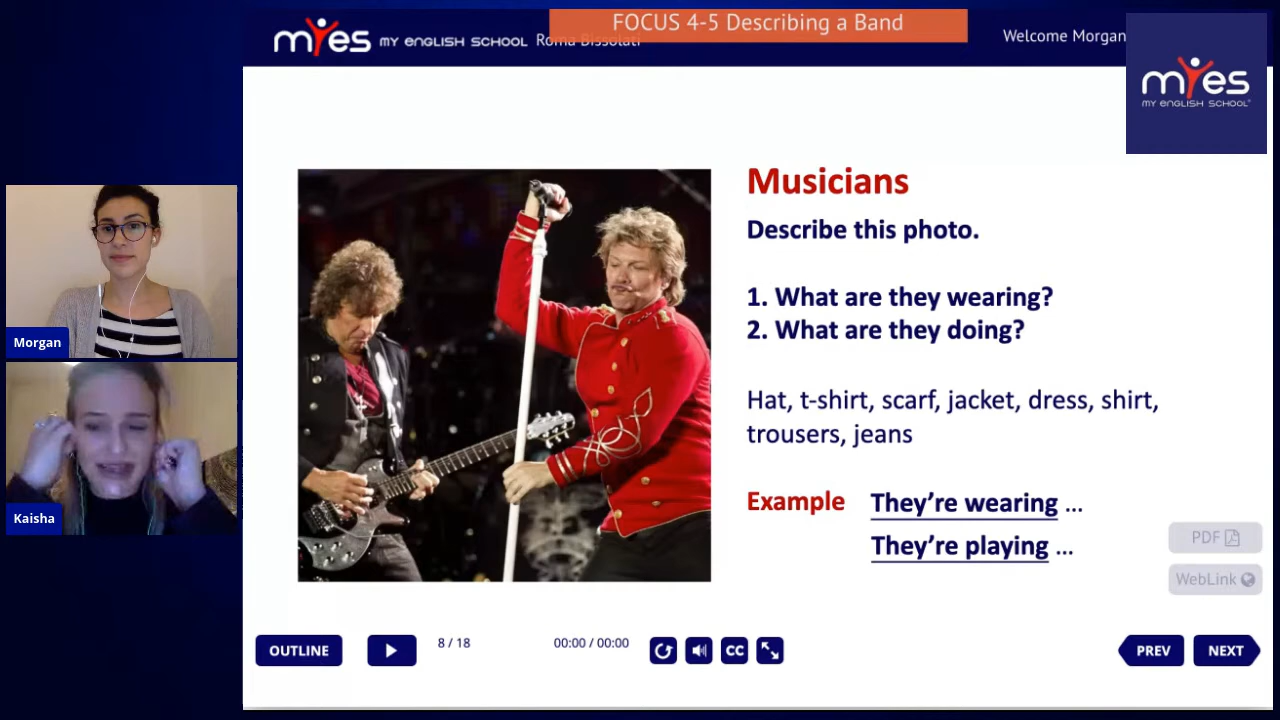 FOCUS 4-5 Describing a Band
myes MY ENGLISH SCHOOL Roma Bissolati
Welcome Morgan
myes
MY ENGLISH SCHOOL
Musicians
Describe this photo.
1. What are they wearing?
2. What are they doing?
Hat, t-shirt, scarf, jacket, dress, shirt,
trousers, jeans
Example They’re wearing ...
They’re playing ...
Morgan
Kaisha
PDF
WebLink
OUTLINE 8 / 18 00:00 / 00:00 CC PREV NEXT